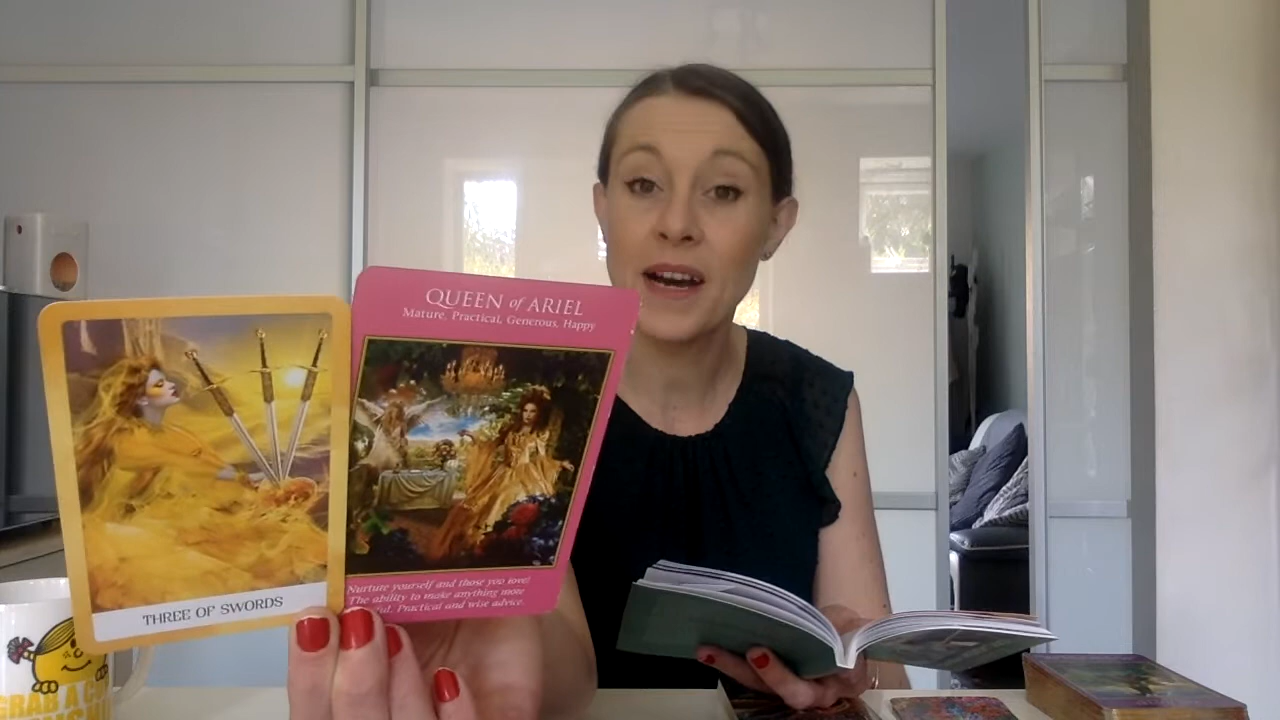 THREE OF SWORDS
QUEEN of ARIEL
Mature, Practical, Generous, Happy
Nurture yourself and those you love!
The ability to make anything more
Practical and wise advice.
GRAB A